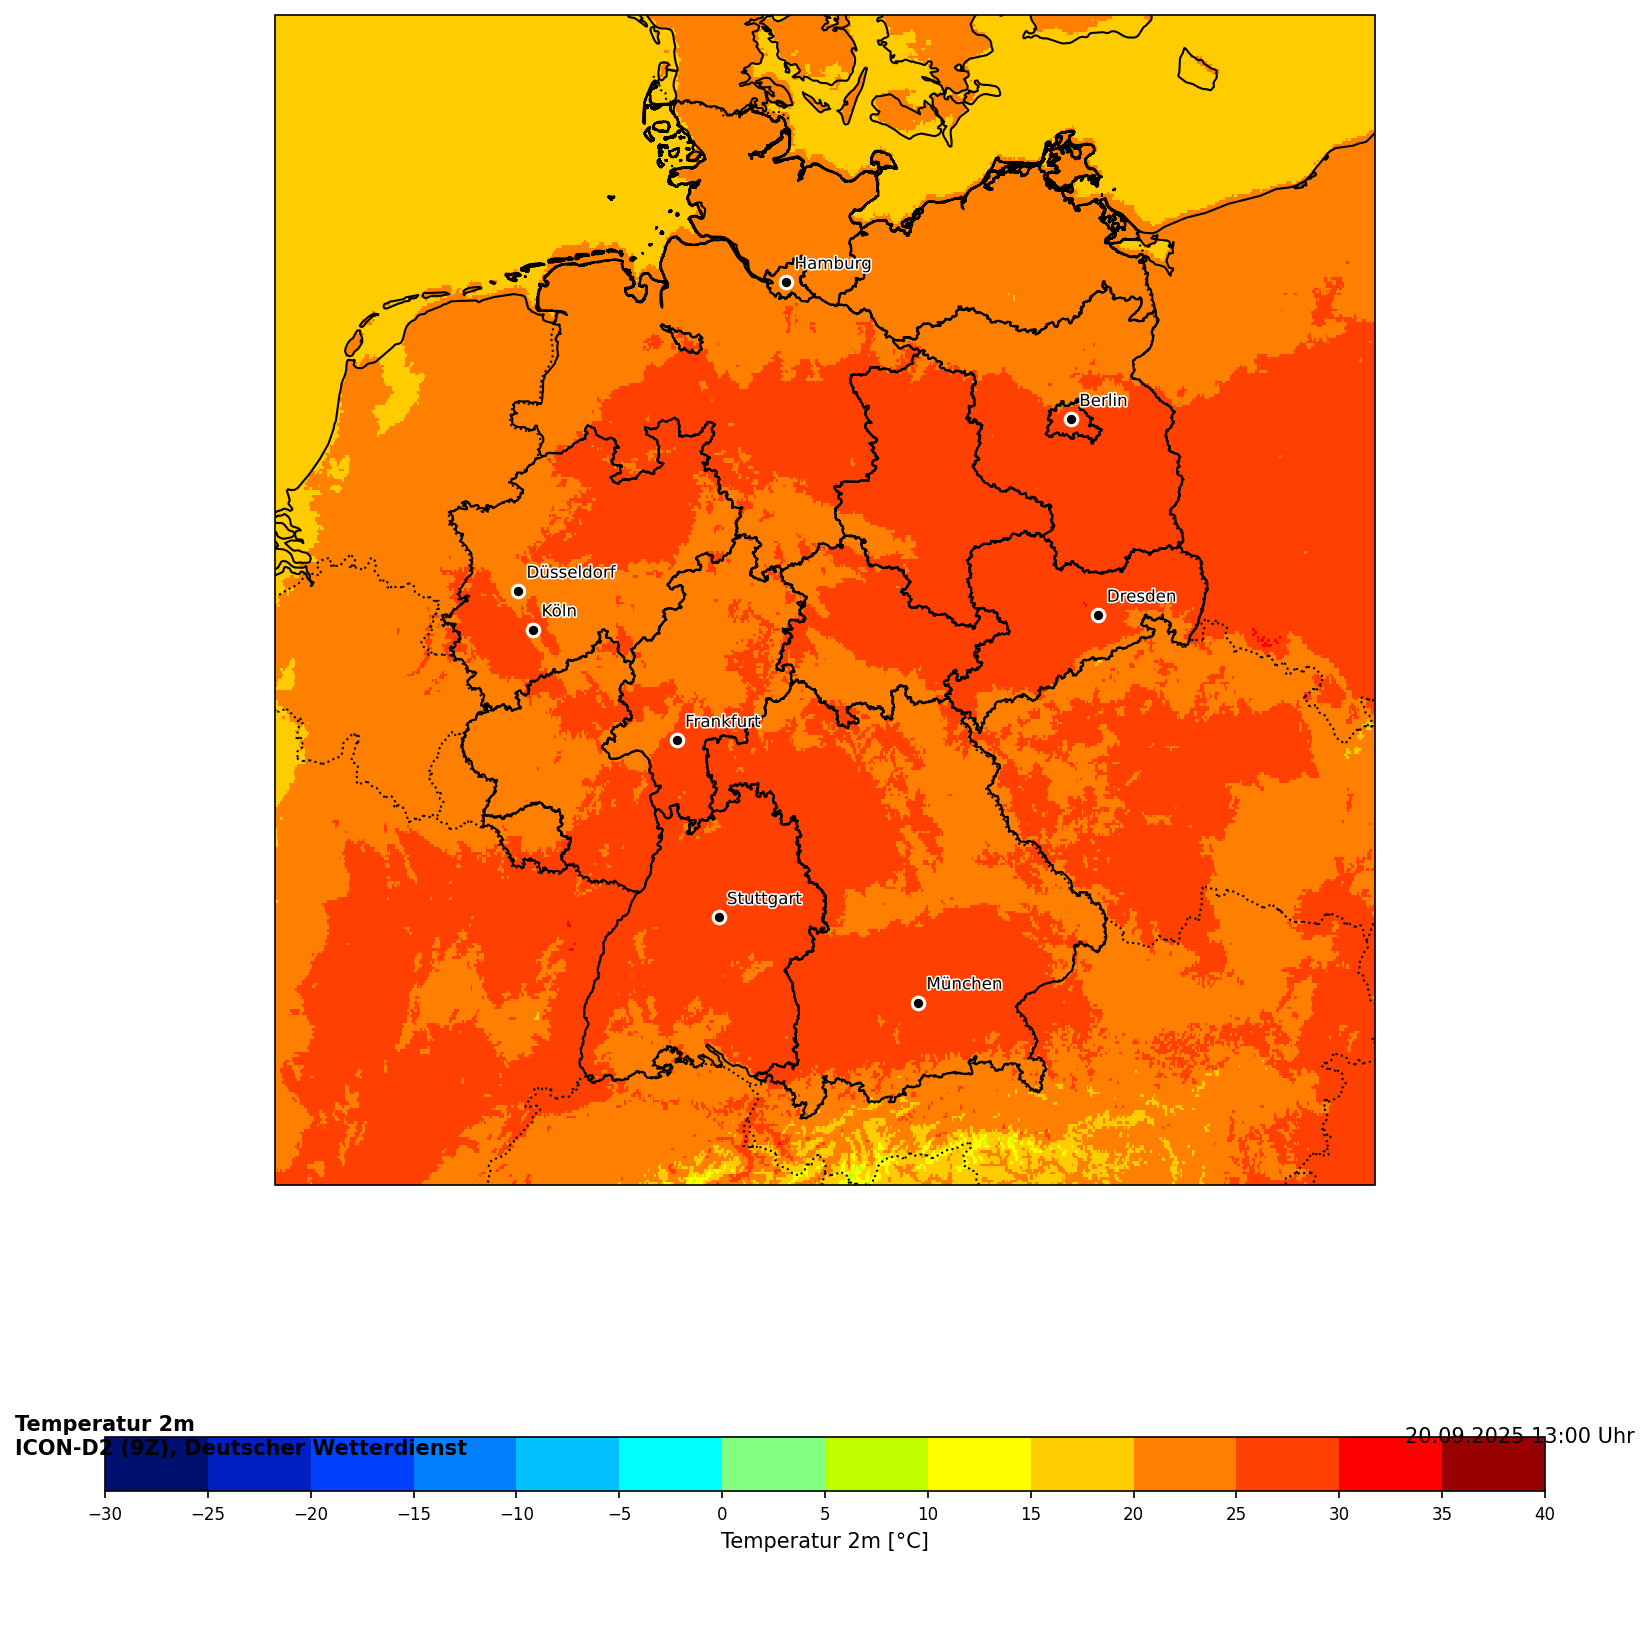 Hamburg
Berlin
Düsseldorf
Köln
Dresden
Frankfurt
Stuttgart
München
Temperatur 2m
ICON-D2 (9Z), Deutscher Wetterdienst
20.09.2025 13:00 Uhr
−30 −25 −20 −15 −10 −5 0 5 10 15 20 25 30 35 40
Temperatur 2m [°C]